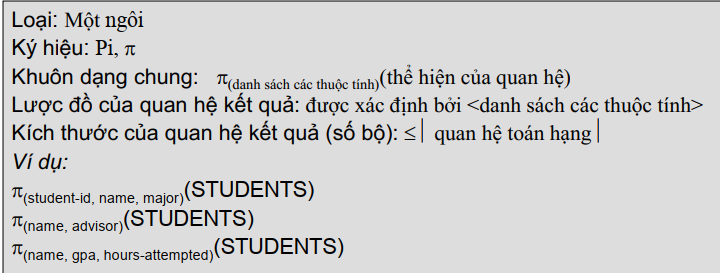 Loại: Một ngôi
Ký hiệu: Pi, π
Khuôn dạng chung: π(danh sách các thuộc tính)(thể hiện của quan hệ)
Lược đồ của quan hệ kết quả: được xác định bởi <danh sách các thuộc tính>
Kích thước của quan hệ kết quả (số bộ): ≤| quan hệ toán hạng|
Ví dụ:
π(student-id, name, major)(STUDENTS)
π(name, advisor)(STUDENTS)
π(name, gpa, hours-attempted)(STUDENTS)